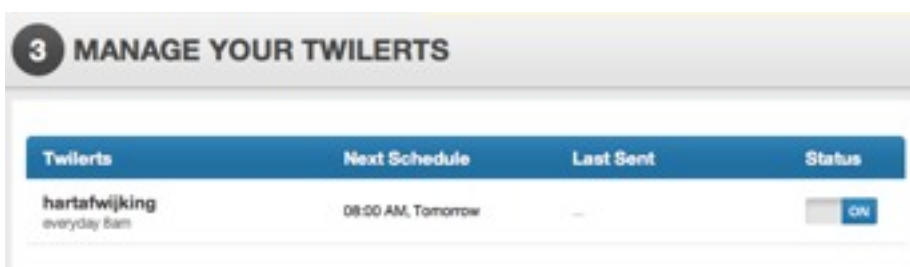 3 MANAGE YOUR TWILERTS
Twilerts Next Schedule Last Sent Status
hartafwijking 08:00 AM, Tomorrow ... ON
everyday 8am